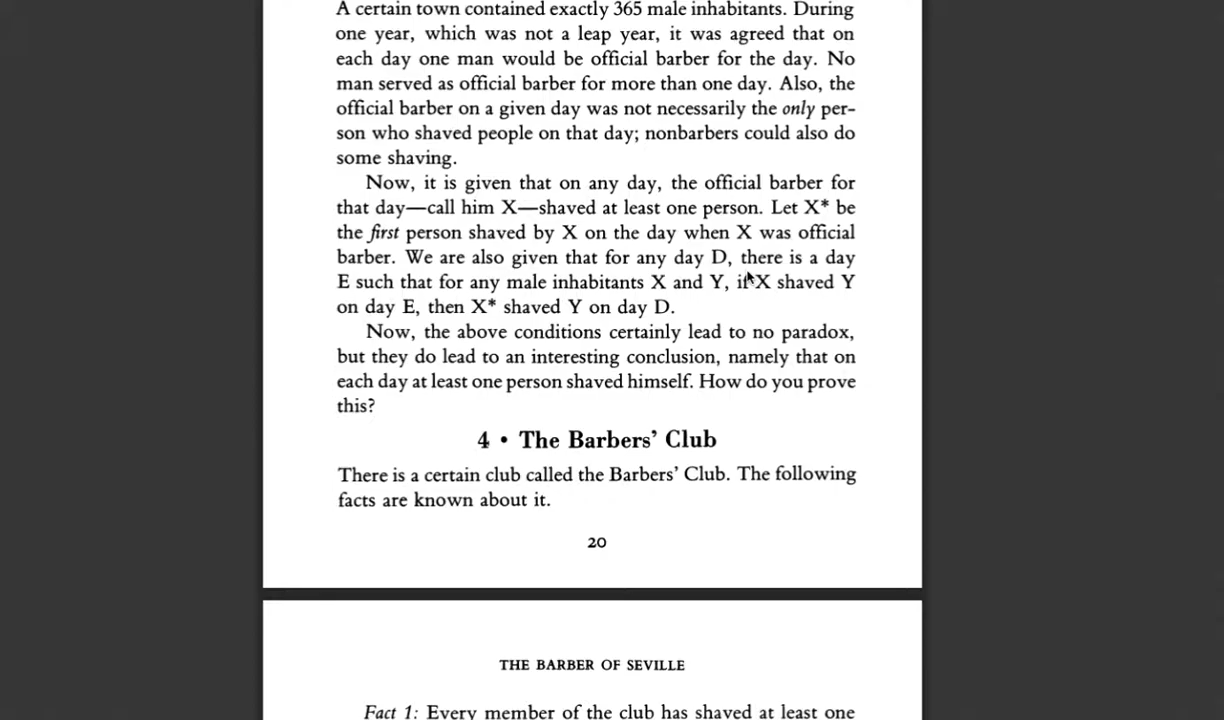 A certain town contained exactly 365 male inhabitants. During
one year, which was not a leap year, it was agreed that on
each day one man would be official barber for the day. No
man served as official barber for more than one day. Also, the
official barber on a given day was not necessarily the only per-
son who shaved people on that day; nonbarbers could also do
some shaving.
Now, it is given that on any day, the official barber for
that day—call him X—shaved at least one person. Let X* be
the first person shaved by X on the day when X was official
barber. We are also given that for any day D, there is a day
E such that for any male inhabitants X and Y, if X shaved Y
on day E, then X* shaved Y on day D.
Now, the above conditions certainly lead to no paradox,
but they do lead to an interesting conclusion, namely that on
each day at least one person shaved himself. How do you prove
this?
4 • The Barbers' Club
There is a certain club called the Barbers' Club. The following
facts are known about it.
20
THE BARBER OF SEVILLE
Fact 1: Every member of the club has shaved at least one